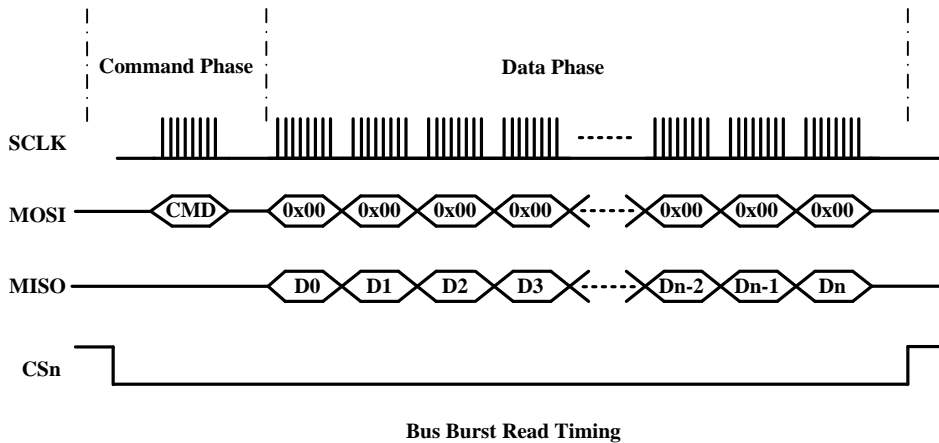 Command Phase Data Phase
SCLK
MOSI CMD 0x00 0x00 0x00 0x00 0x00 0x00 0x00
MISO D0 D1 D2 D3 Dn-2 Dn-1 Dn
CSn
Bus Burst Read Timing